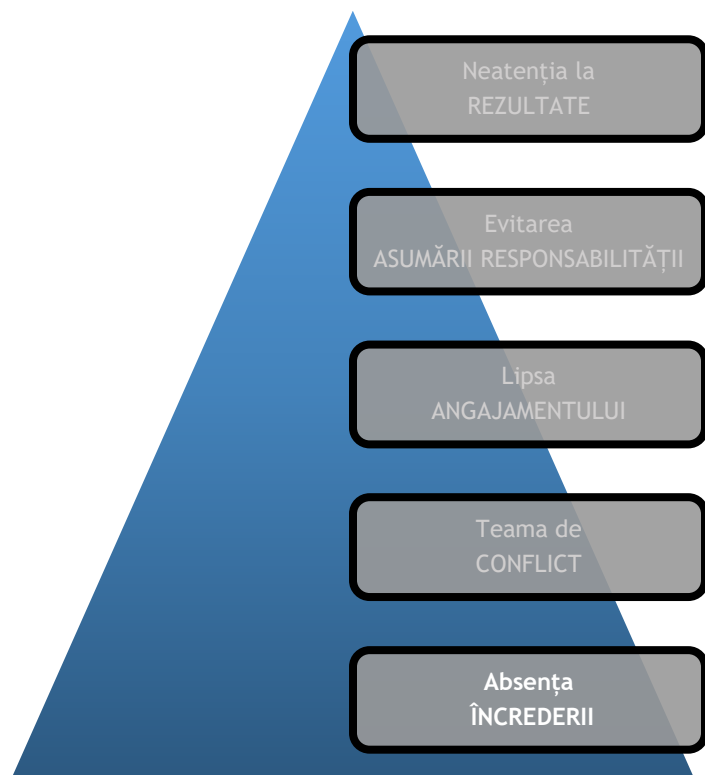 Neatenția la
REZULTATE
Evitarea
ASUMĂRII RESPONSABILITĂȚII
Lipsa
ANGAJAMENTULUI
Teama de
CONFLICT
Absența
ÎNCREDERII